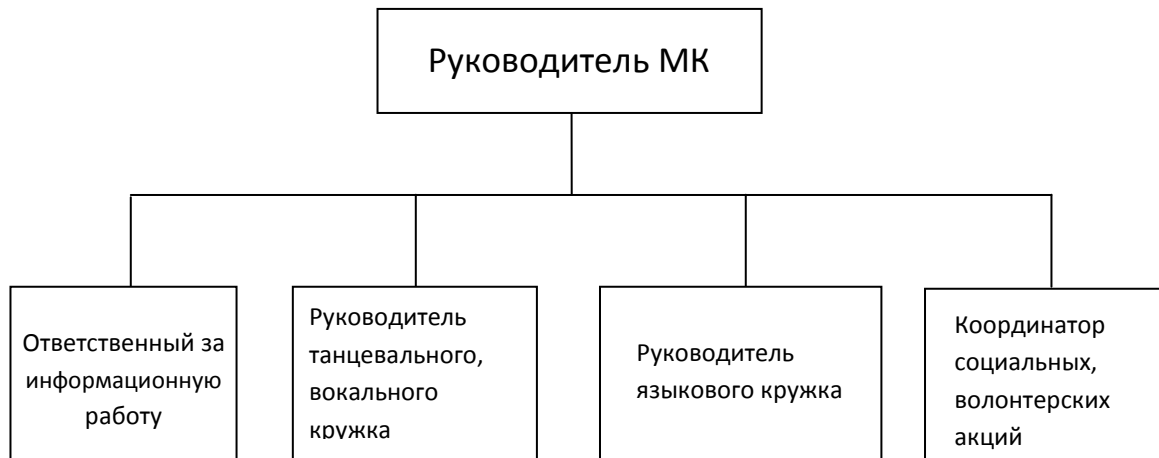 Руководитель МК
Ответственный за
информационную
работу
Руководитель
танцевального,
вокального
кружка
Руководитель
языкового кружка
Координатор
социальных,
волонтерских
акций